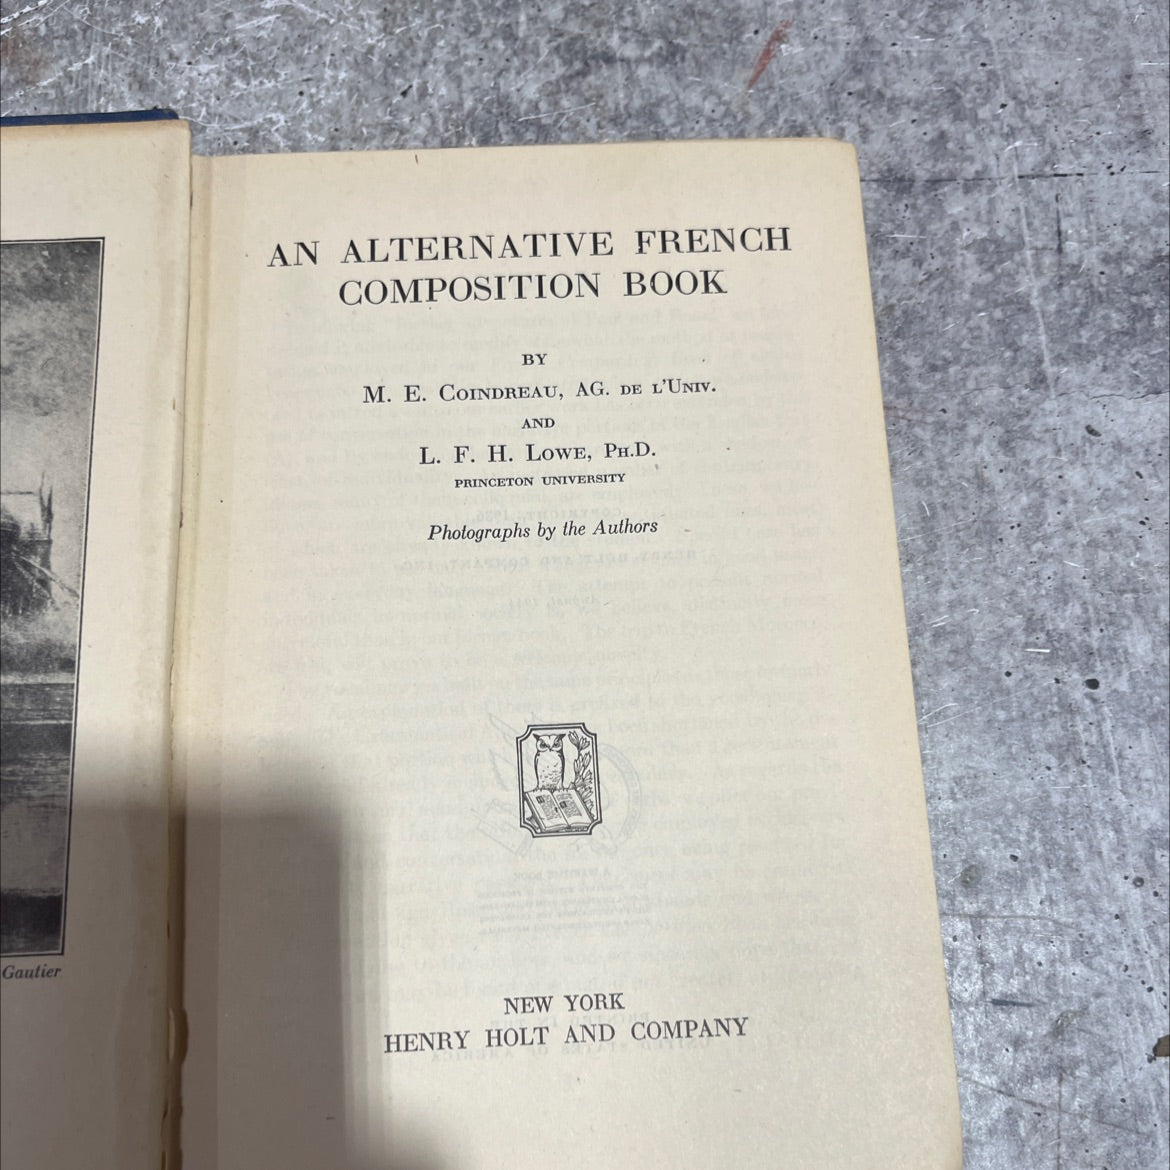 AN ALTERNATIVE FRENCH
COMPOSITION BOOK
BY
M. E. COINDREAU, AG. DE L'UNIV.
AND
L. F. H. LOWE, PH.D.
PRINCETON UNIVERSITY
Photographs by the Authors
Gautier
NEW YORK
HENRY HOLT AND COMPANY